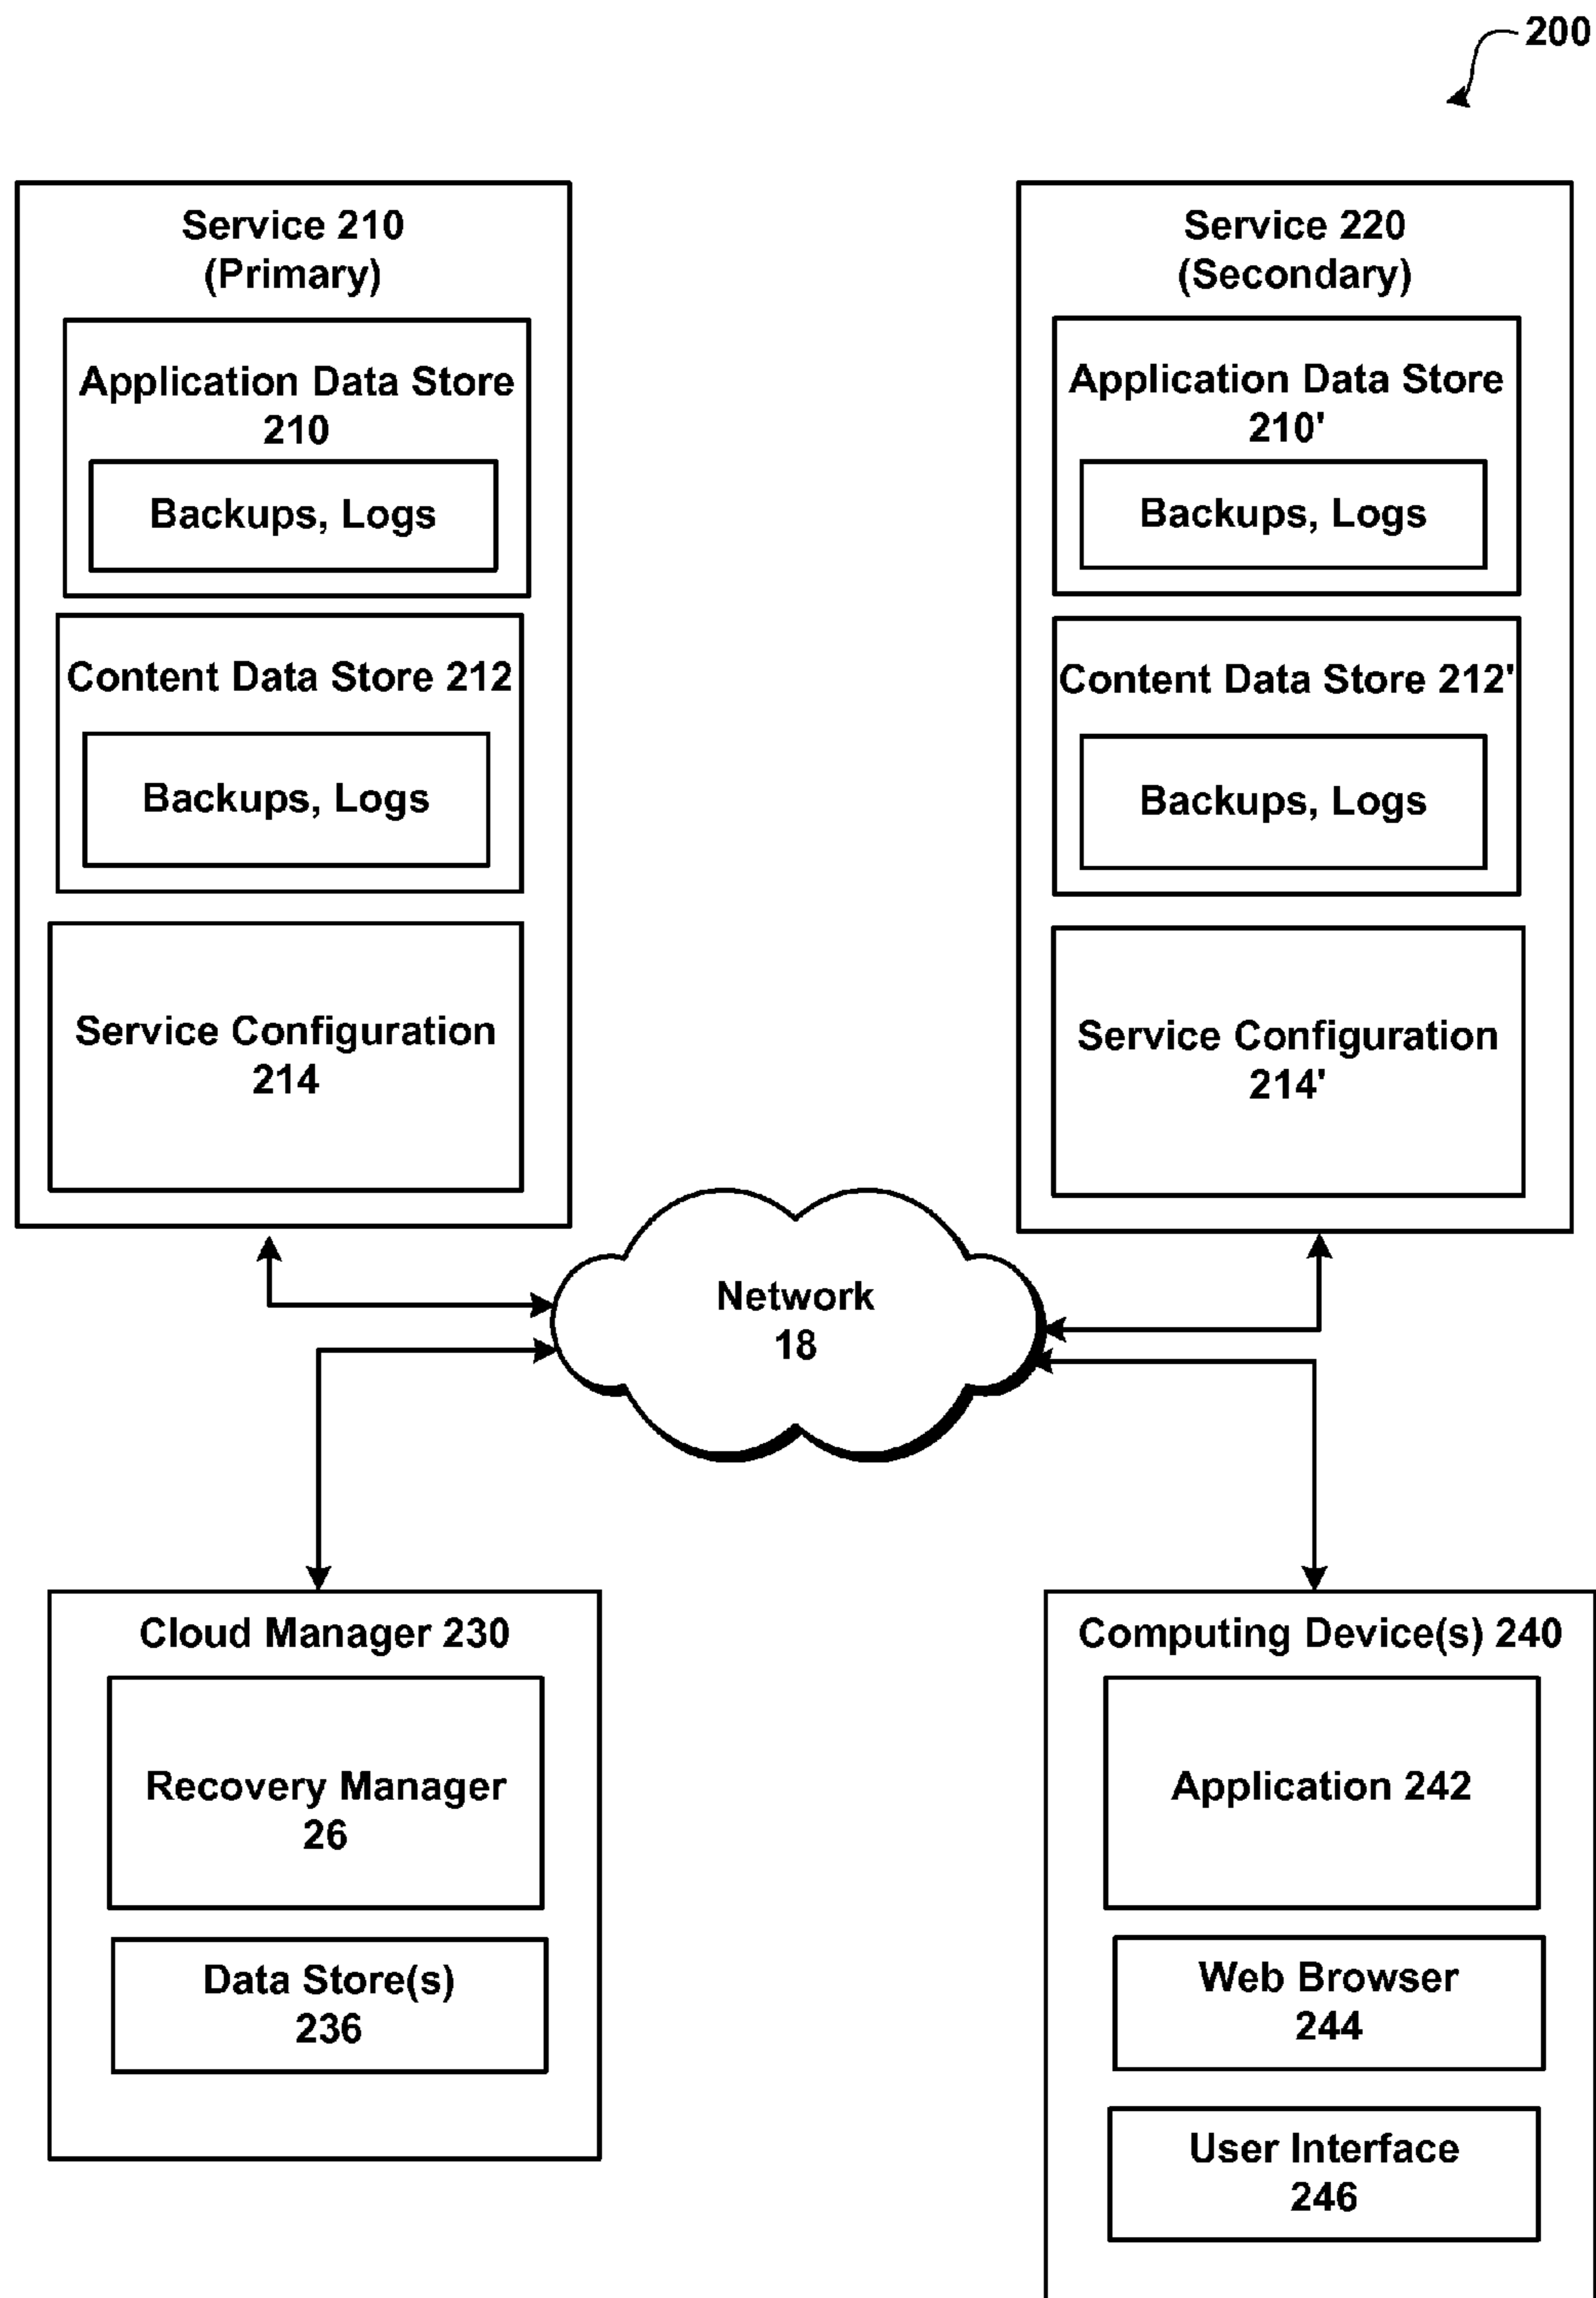 200
Service 210
(Primary)
Application Data Store
210
Backups, Logs
Content Data Store 212
Backups, Logs
Service Configuration
214
Service 220
(Secondary)
Application Data Store
210'
Backups, Logs
Content Data Store 212'
Backups, Logs
Service Configuration
214'
Network
18
Cloud Manager 230
Recovery Manager
26
Data Store(s)
236
Computing Device(s) 240
Application 242
Web Browser
244
User Interface
246